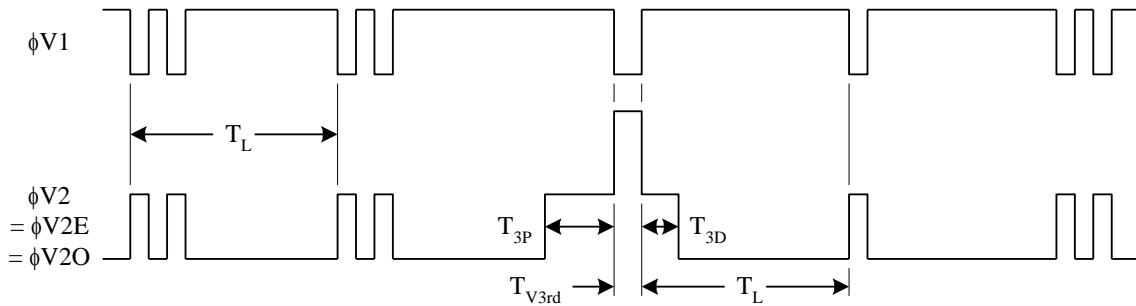 ϕV1
T_L
ϕV2
= ϕV2E
= ϕV2O
T_3P
T_3D
T_V3rd
T_L